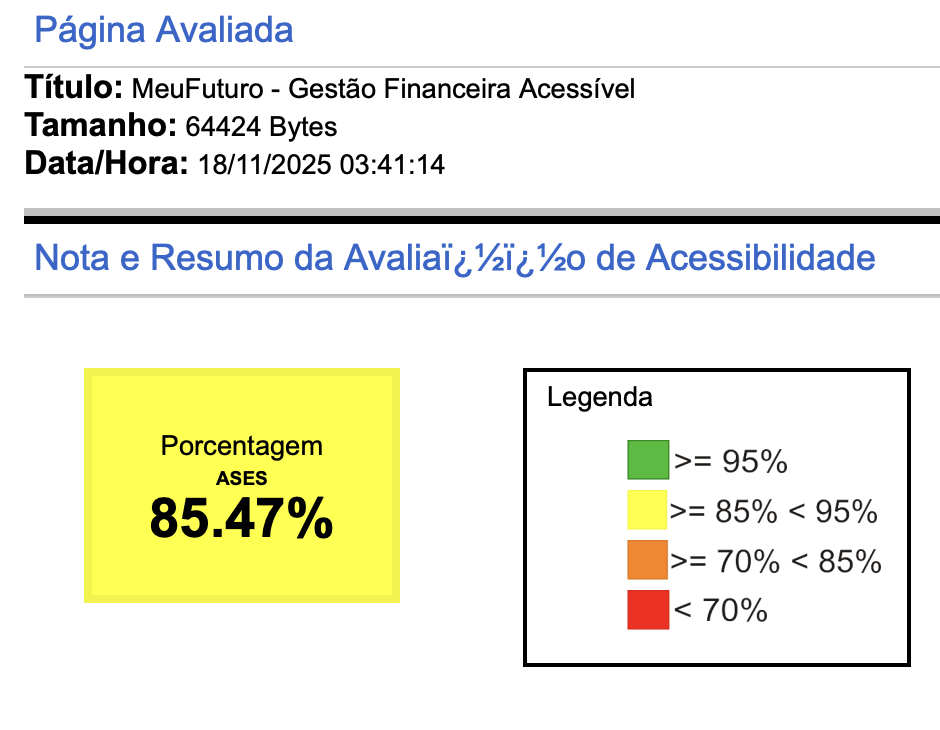 Página Avaliada
Título: MeuFuturo - Gestão Financeira Acessível
Tamanho: 64424 Bytes
Data/Hora: 18/11/2025 03:41:14
Nota e Resumo da Avaliaï¿½ï¿½o de Acessibilidade
Porcentagem
ASES
85.47%
Legenda
>= 95%
>= 85% < 95%
>= 70% < 85%
< 70%